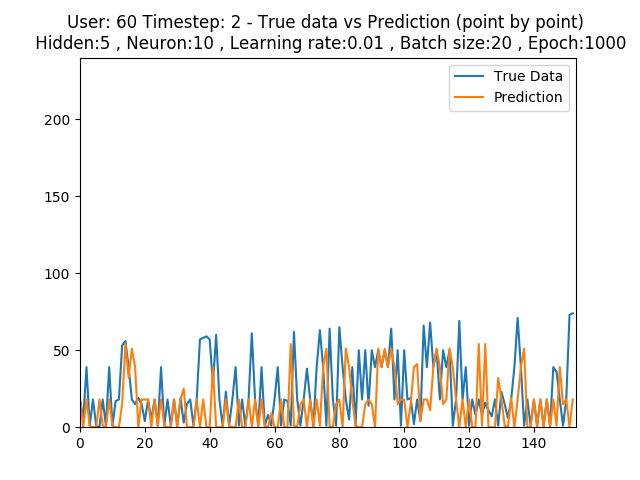 User: 60 Timestep: 2 - True data vs Prediction (point by point)
Hidden:5 , Neuron:10 , Learning rate:0.01 , Batch size:20 , Epoch:1000
True Data
Prediction
200
150
100
50
0
0 20 40 60 80 100 120 140